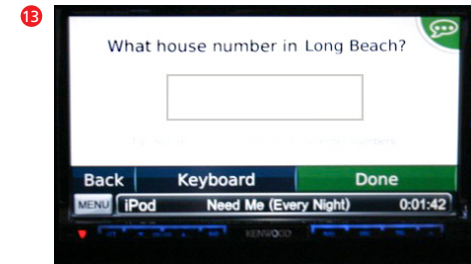 13
What house number in Long Beach?
Back Keyboard Done
MENU iPod Need Me (Every Night) 0:01:42
KENWOOD